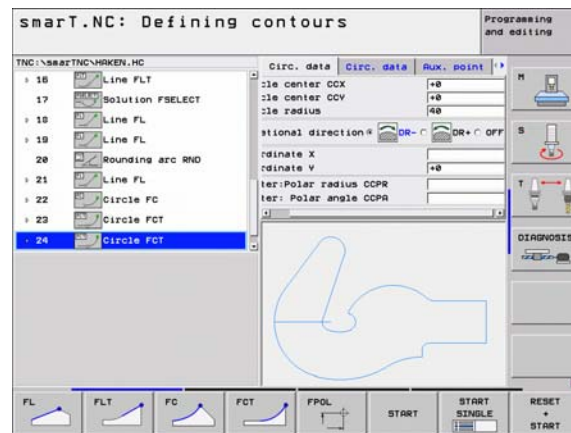 smarT.NC: Defining contours
Programming
and editing
TNC:\smarTNC\HAKEN.HC
16 Line FLT
17 Solution FSELECT
18 Line FL
19 Line FL
20 Rounding arc RND
21 Line FL
22 Circle FC
23 Circle FCT
24 Circle FCT
Circ. data Circ. data Aux. point
cle center CCX +0
cle center CCY +0
cle radius 40
ational direction DR- DR+ OFF
rdinate X
rdinate Y +0
ter:Polar radius CCPR
ter: Polar angle CCPA
M
S
T
DIAGNOSIS
FL
FLT
FC
FCT
FPOL
START
START
SINGLE
RESET
+
START